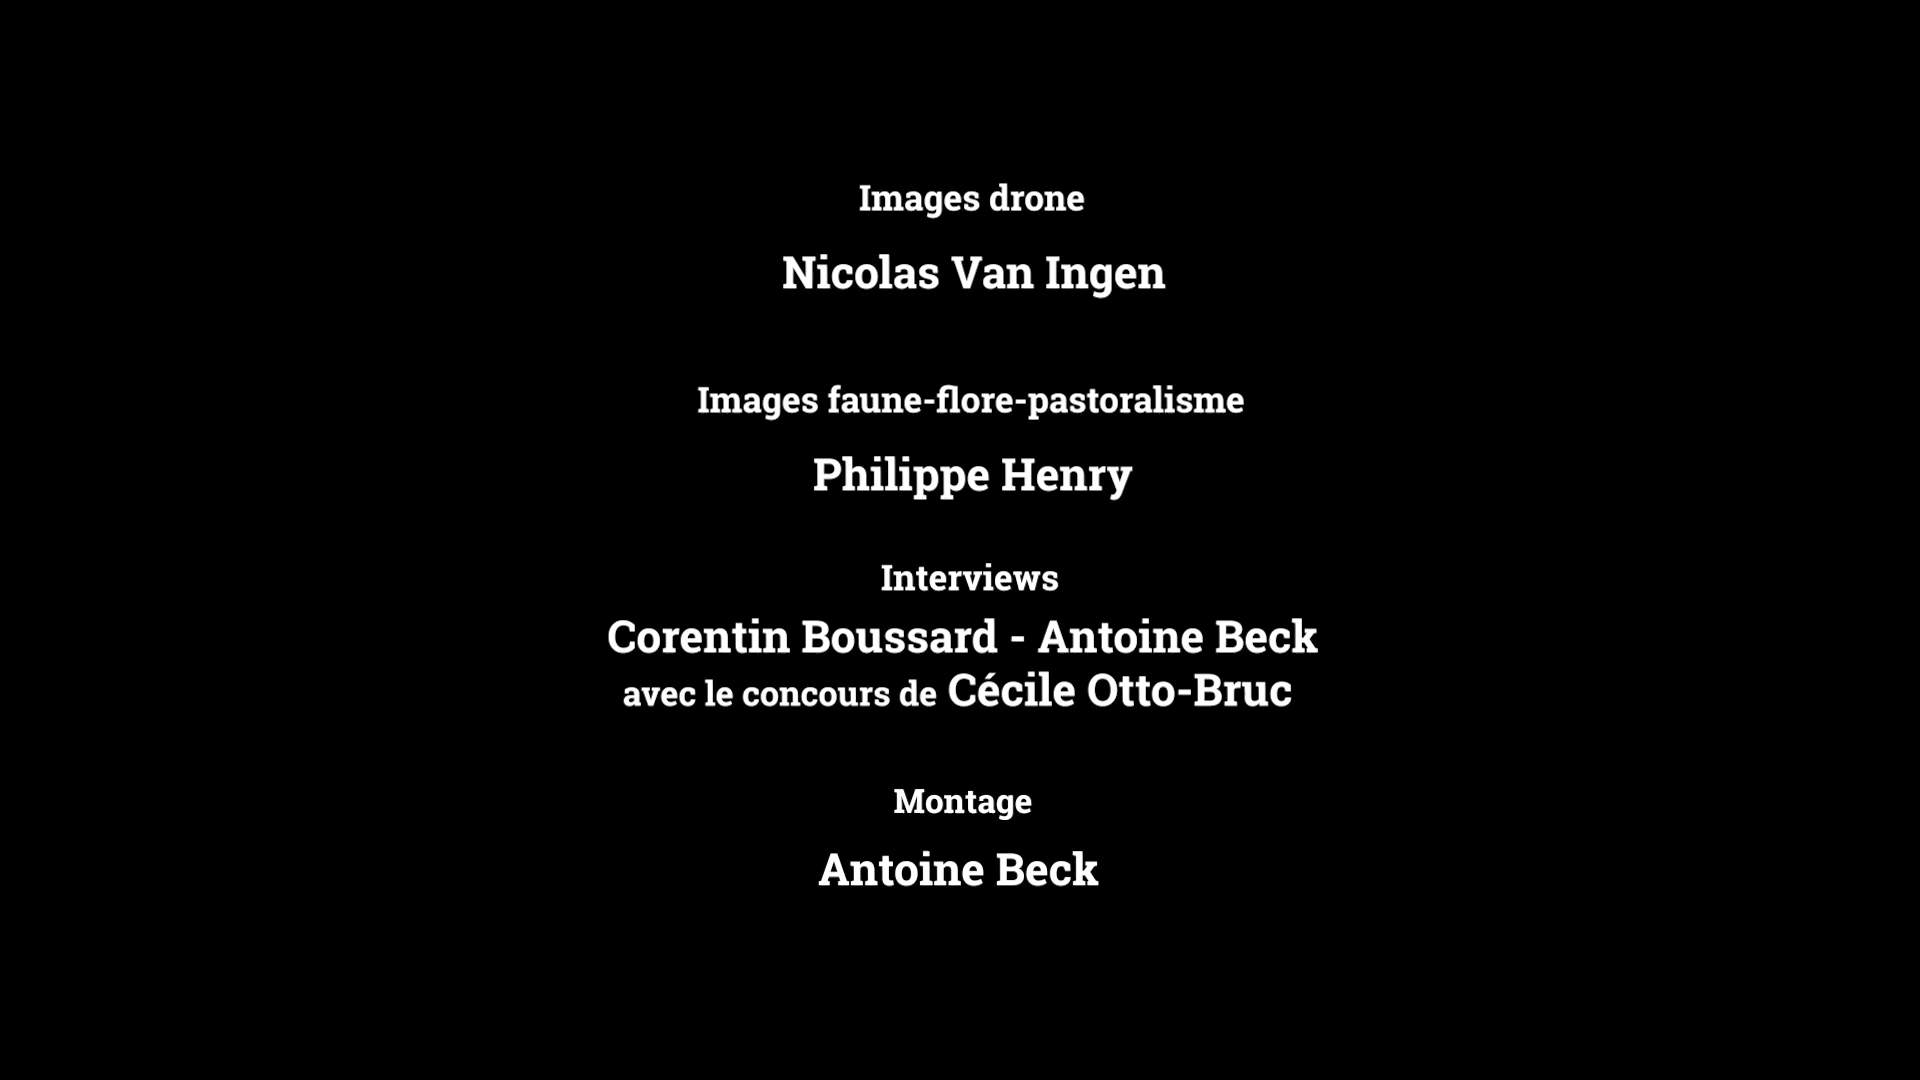 Images drone
Nicolas Van Ingen
Images faune-flore-pastoralisme
Philippe Henry
Interviews
Corentin Boussard - Antoine Beck
avec le concours de Cécile Otto-Bruc
Montage
Antoine Beck